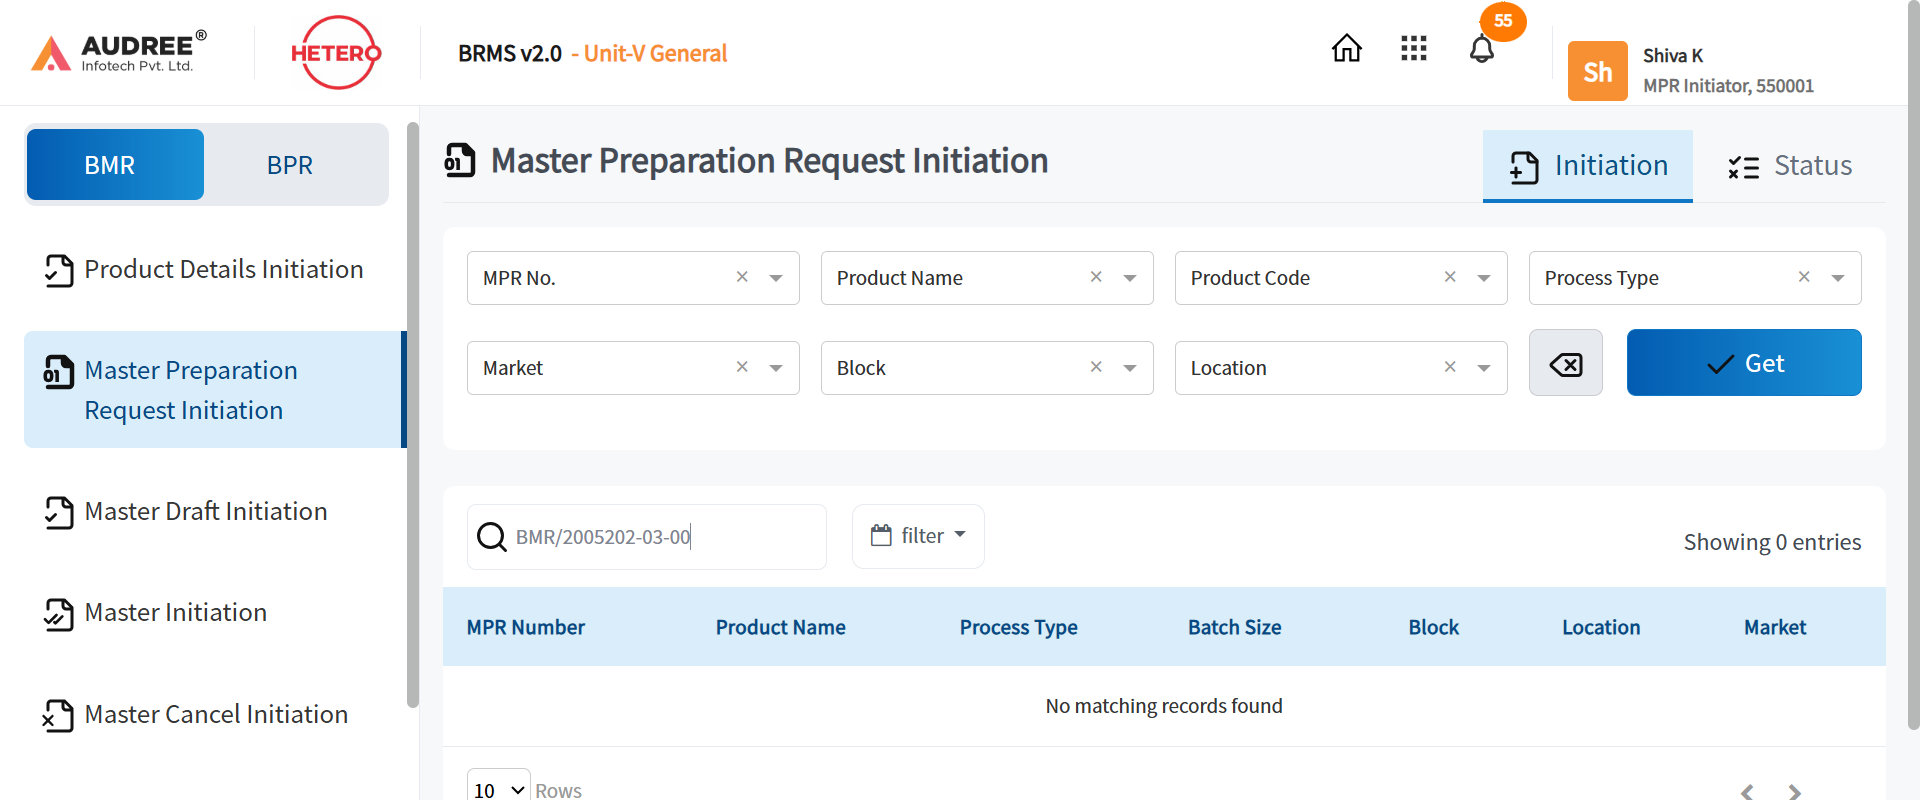 AUDREE®
Infotech Pvt. Ltd.
HETERO
BRMS v2.0 - Unit-V General
55
Sh
Shiva K
MPR Initiator, 550001
BMR
BPR
Product Details Initiation
Master Preparation
Request Initiation
Master Draft Initiation
Master Initiation
Master Cancel Initiation
Master Preparation Request Initiation
Initiation
Status
MPR No.
Product Name
Product Code
Process Type
Market
Block
Location
Get
BMR/2005202-03-00
filter
Showing 0 entries
MPR Number
Product Name
Process Type
Batch Size
Block
Location
Market
No matching records found
10
Rows